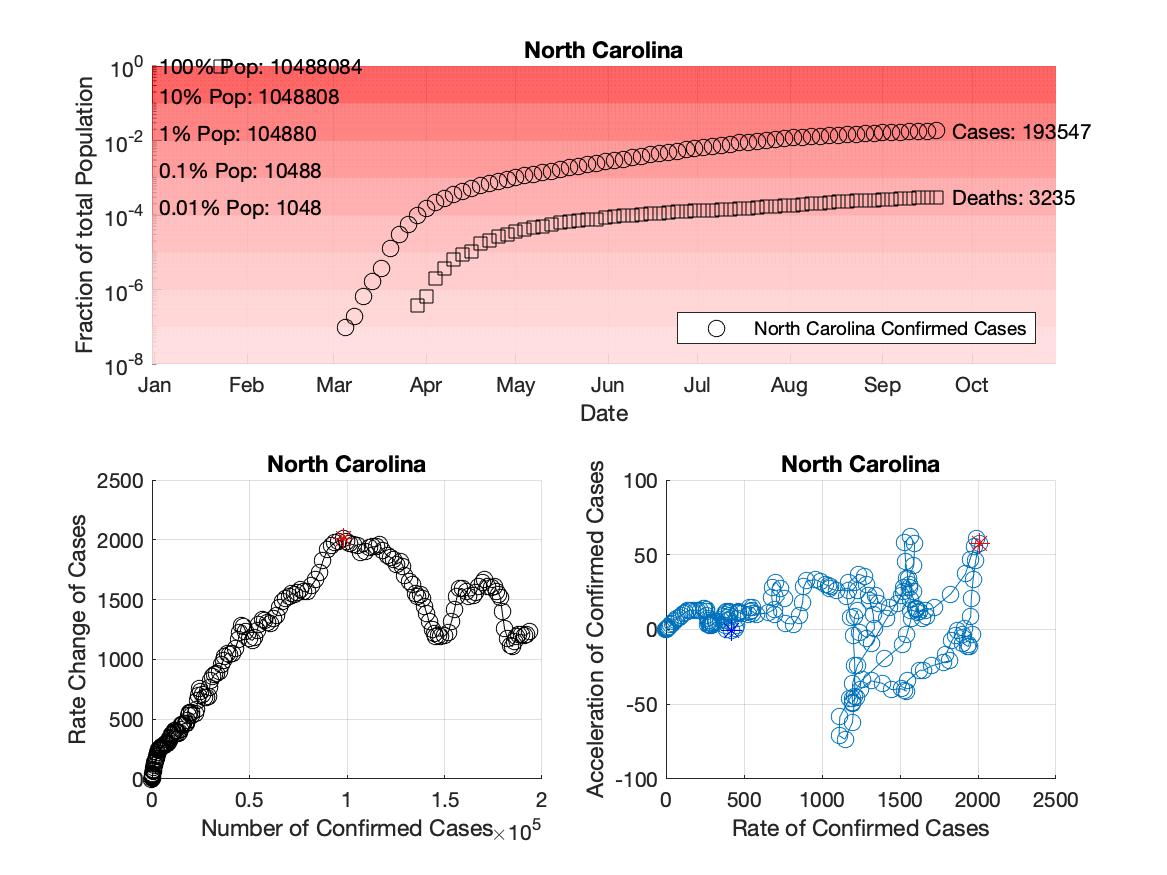 North Carolina
10^0
10^-2
10^-4
10^-6
10^-8
Fraction of total Population
100% Pop: 10488084
10% Pop: 1048808
1% Pop: 104880
0.1% Pop: 10488
0.01% Pop: 1048
Cases: 193547
Deaths: 3235
North Carolina Confirmed Cases
Jan Feb Mar Apr May Jun Jul Aug Sep Oct
Date
North Carolina
2500
2000
1500
1000
500
0
Rate Change of Cases
0 0.5 1 1.5 2
Number of Confirmed Cases ×10^5
North Carolina
100
50
0
-50
-100
Acceleration of Confirmed Cases
0 500 1000 1500 2000 2500
Rate of Confirmed Cases